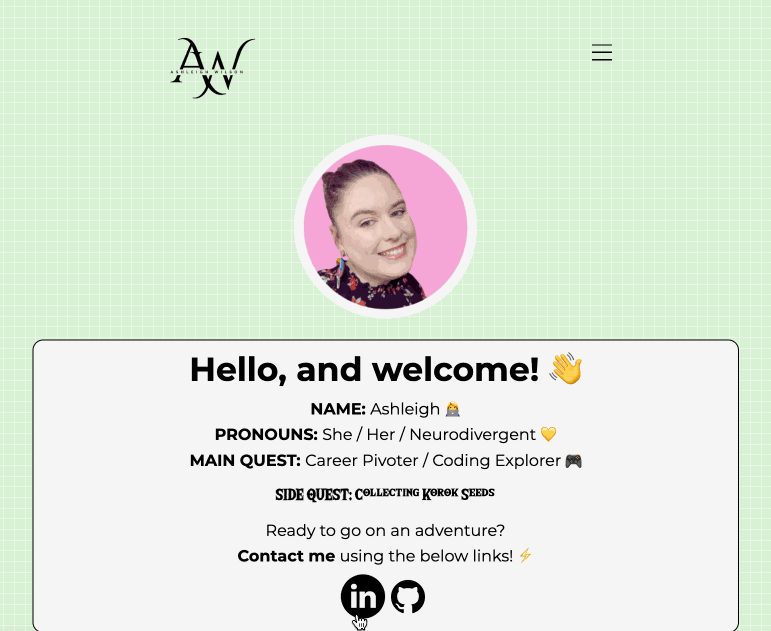 AW
ASHLEIGH WILSON
Hello, and welcome! 👋
NAME: Ashleigh 👩‍💻
PRONOUNS: She / Her / Neurodivergent 💛
MAIN QUEST: Career Pivoter / Coding Explorer 🎮
SIDE QUEST: Collecting Korok Seeds
Ready to go on an adventure?
Contact me using the below links! ⚡
in